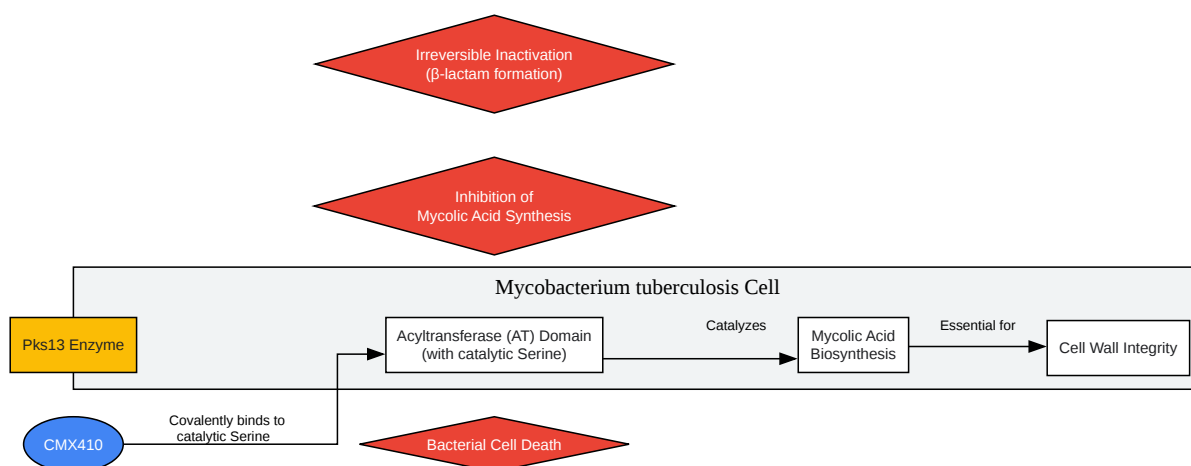 Irreversible Inactivation
(β-lactam formation)
Inhibition of
Mycolic Acid Synthesis
Mycobacterium tuberculosis Cell
Pks13 Enzyme
Acyltransferase (AT) Domain
(with catalytic Serine)
Catalyzes
Mycolic Acid
Biosynthesis
Essential for
Cell Wall Integrity
CMX410
Covalently binds to
catalytic Serine
Bacterial Cell Death